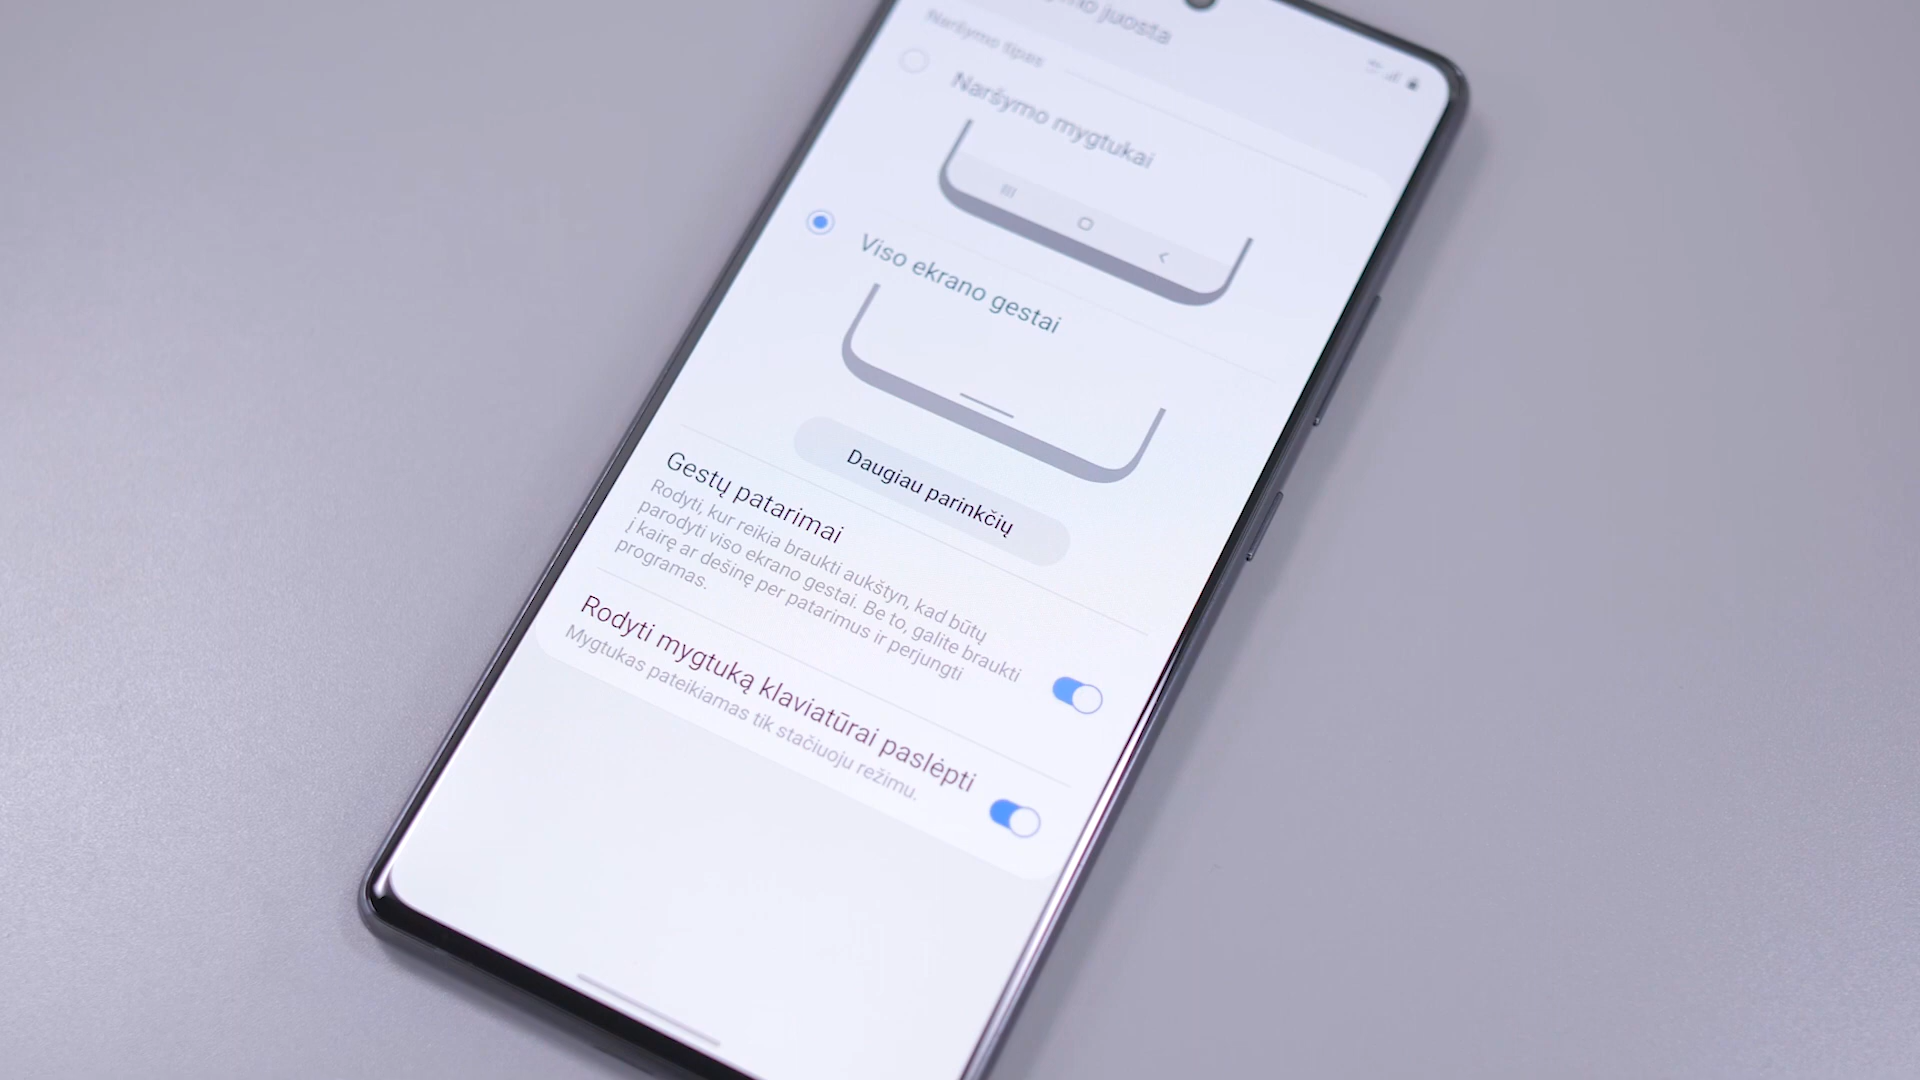 juosta
Naršymo tipas
Naršymo mygtukai
Viso ekrano gestai
Daugiau parinkčių
Gestų patarimai
Rodyti, kur reikia braukti aukštyn, kad būtų
parodyti viso ekrano gestai. Be to, galite braukti
į kairę ar dešinę per patarimus ir perjungti
programas.
Rodyti mygtuką klaviatūrai paslėpti
Mygtukas pateikiamas tik stačiuoju režimu.